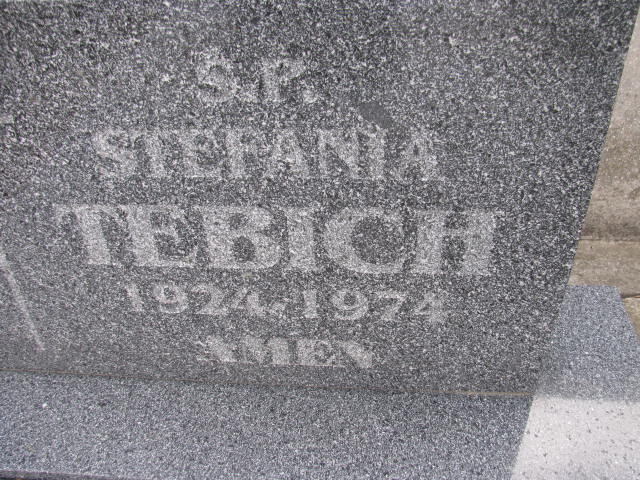 Ś.P.
STEFANIA
TEBICH
1924-1974
AMEN